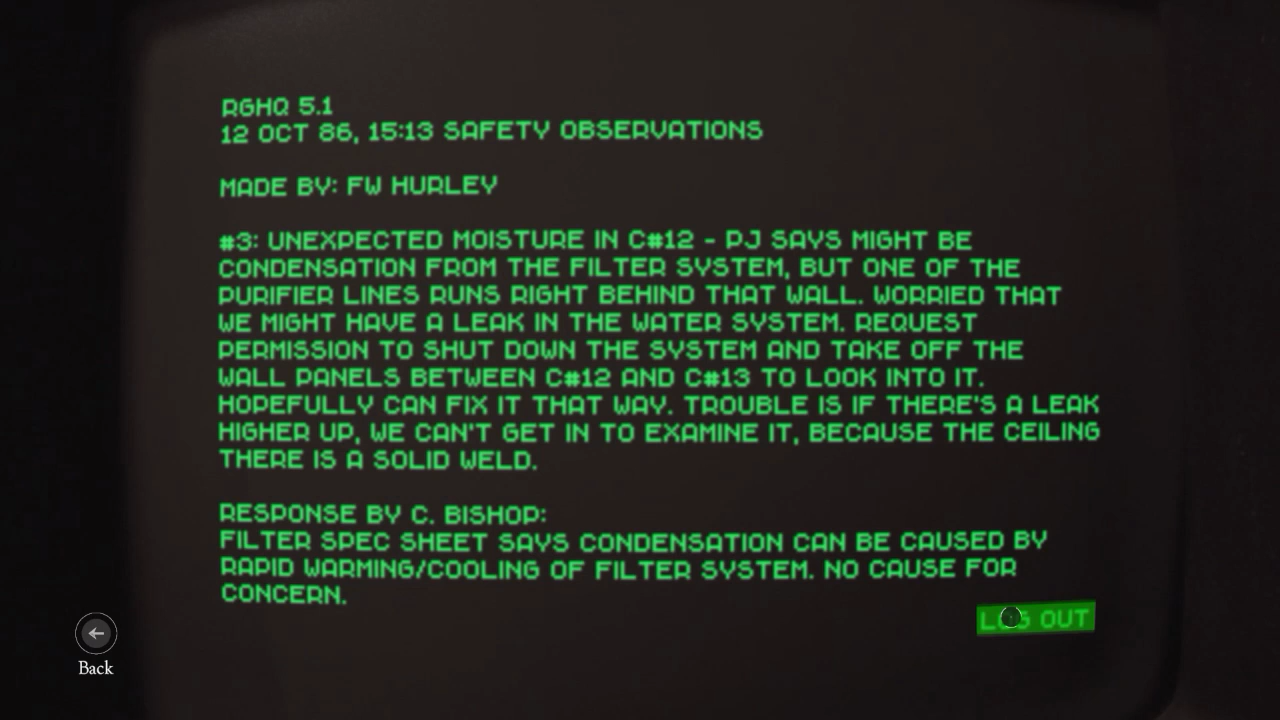 RGHQ 5.1
12 OCT 86, 15:13 SAFETY OBSERVATIONS
MADE BY: FW HURLEY
#3: UNEXPECTED MOISTURE IN C#12 - PJ SAYS MIGHT BE
CONDENSATION FROM THE FILTER SYSTEM, BUT ONE OF THE
PURIFIER LINES RUNS RIGHT BEHIND THAT WALL. WORRIED THAT
WE MIGHT HAVE A LEAK IN THE WATER SYSTEM. REQUEST
PERMISSION TO SHUT DOWN THE SYSTEM AND TAKE OFF THE
WALL PANELS BETWEEN C#12 AND C#13 TO LOOK INTO IT.
HOPEFULLY CAN FIX IT THAT WAY. TROUBLE IS IF THERE'S A LEAK
HIGHER UP, WE CAN'T GET IN TO EXAMINE IT, BECAUSE THE CEILING
THERE IS A SOLID WELD.
RESPONSE BY C. BISHOP:
FILTER SPEC SHEET SAYS CONDENSATION CAN BE CAUSED BY
RAPID WARMING/COOLING OF FILTER SYSTEM. NO CAUSE FOR
CONCERN.
LOG OUT
Back